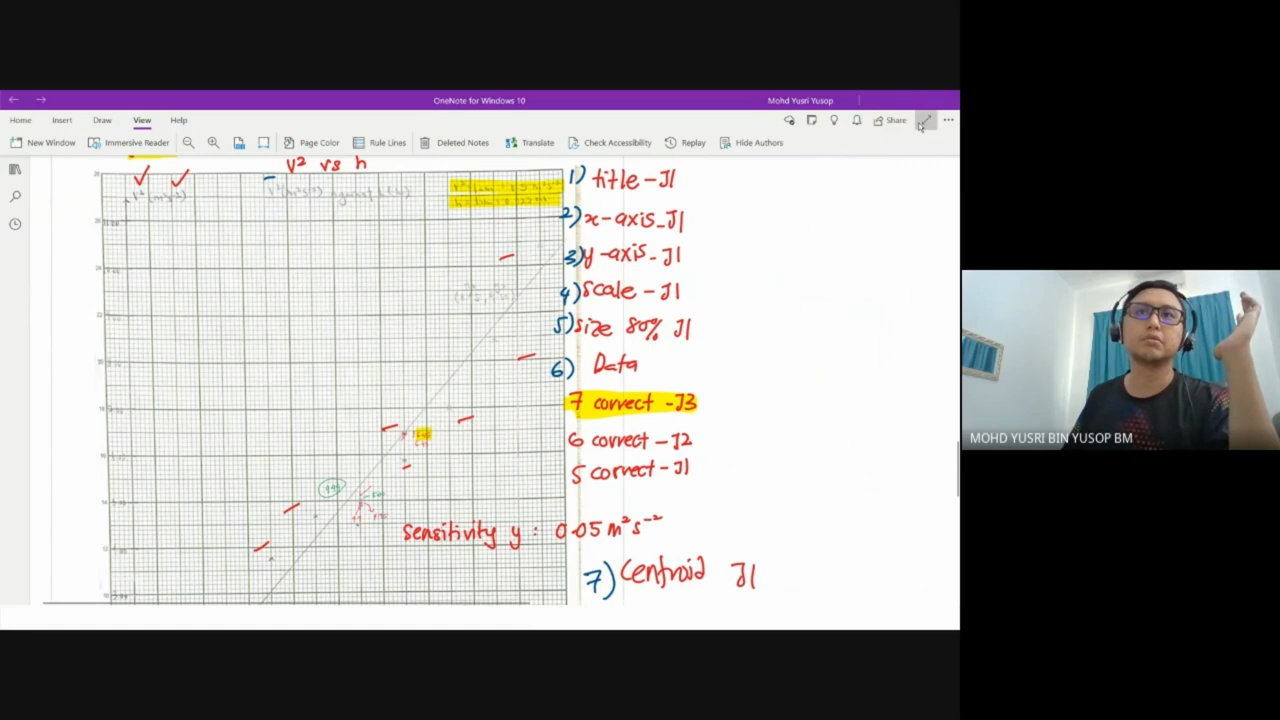 OneNote for Windows 10
Mohd Yusri Yusop
Home Insert Draw View Help
Share
New Window Immersive Reader Page Color Rule Lines Deleted Notes Translate Check Accessibility Replay Hide Authors
V² vs h
1) title - J1
2) x-axis - J1
3) y-axis - J1
4) scale - J1
5) size 80% J1
6) Data
7 correct - J3
6 correct - J2
5 correct - J1
sensitivity y : 0.05 m² s⁻²
7) Centroid J1
MOHD YUSRI BIN YUSOP BM